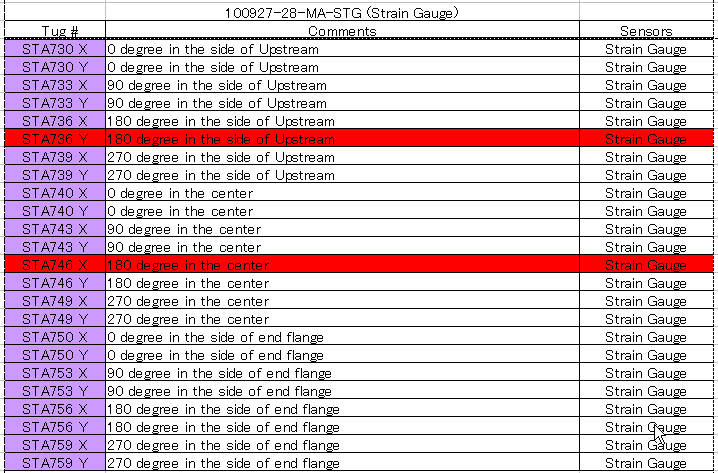 100927-28-MA-STG (Strain Gauge)
Tug # Comments Sensors
STA730 X 0 degree in the side of Upstream Strain Gauge
STA730 Y 0 degree in the side of Upstream Strain Gauge
STA733 X 90 degree in the side of Upstream Strain Gauge
STA733 Y 90 degree in the side of Upstream Strain Gauge
STA736 X 180 degree in the side of Upstream Strain Gauge
STA736 Y 180 degree in the side of Upstream Strain Gauge
STA739 X 270 degree in the side of Upstream Strain Gauge
STA739 Y 270 degree in the side of Upstream Strain Gauge
STA740 X 0 degree in the center Strain Gauge
STA740 Y 0 degree in the center Strain Gauge
STA743 X 90 degree in the center Strain Gauge
STA743 Y 90 degree in the center Strain Gauge
STA746 X 180 degree in the center Strain Gauge
STA746 Y 180 degree in the center Strain Gauge
STA749 X 270 degree in the center Strain Gauge
STA749 Y 270 degree in the center Strain Gauge
STA750 X 0 degree in the side of end flange Strain Gauge
STA750 Y 0 degree in the side of end flange Strain Gauge
STA753 X 90 degree in the side of end flange Strain Gauge
STA753 Y 90 degree in the side of end flange Strain Gauge
STA756 X 180 degree in the side of end flange Strain Gauge
STA756 Y 180 degree in the side of end flange Strain Gauge
STA759 X 270 degree in the side of end flange Strain Gauge
STA759 Y 270 degree in the side of end flange Strain Gauge